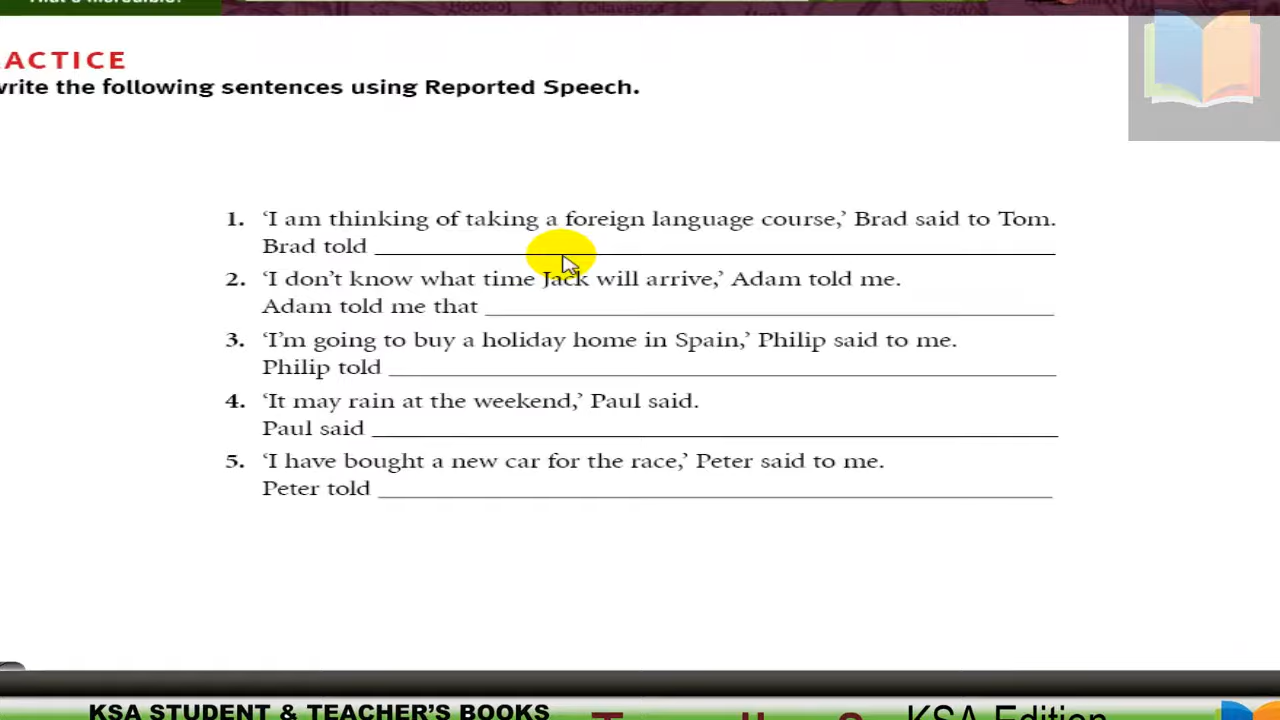 That's incredible!
ACTICE
write the following sentences using Reported Speech.
1. ‘I am thinking of taking a foreign language course,’ Brad said to Tom.
Brad told
2. ‘I don’t know what time Jack will arrive,’ Adam told me.
Adam told me that
3. ‘I’m going to buy a holiday home in Spain,’ Philip said to me.
Philip told
4. ‘It may rain at the weekend,’ Paul said.
Paul said
5. ‘I have bought a new car for the race,’ Peter said to me.
Peter told
KSA STUDENT & TEACHER’S BOOKS
KSA Edition